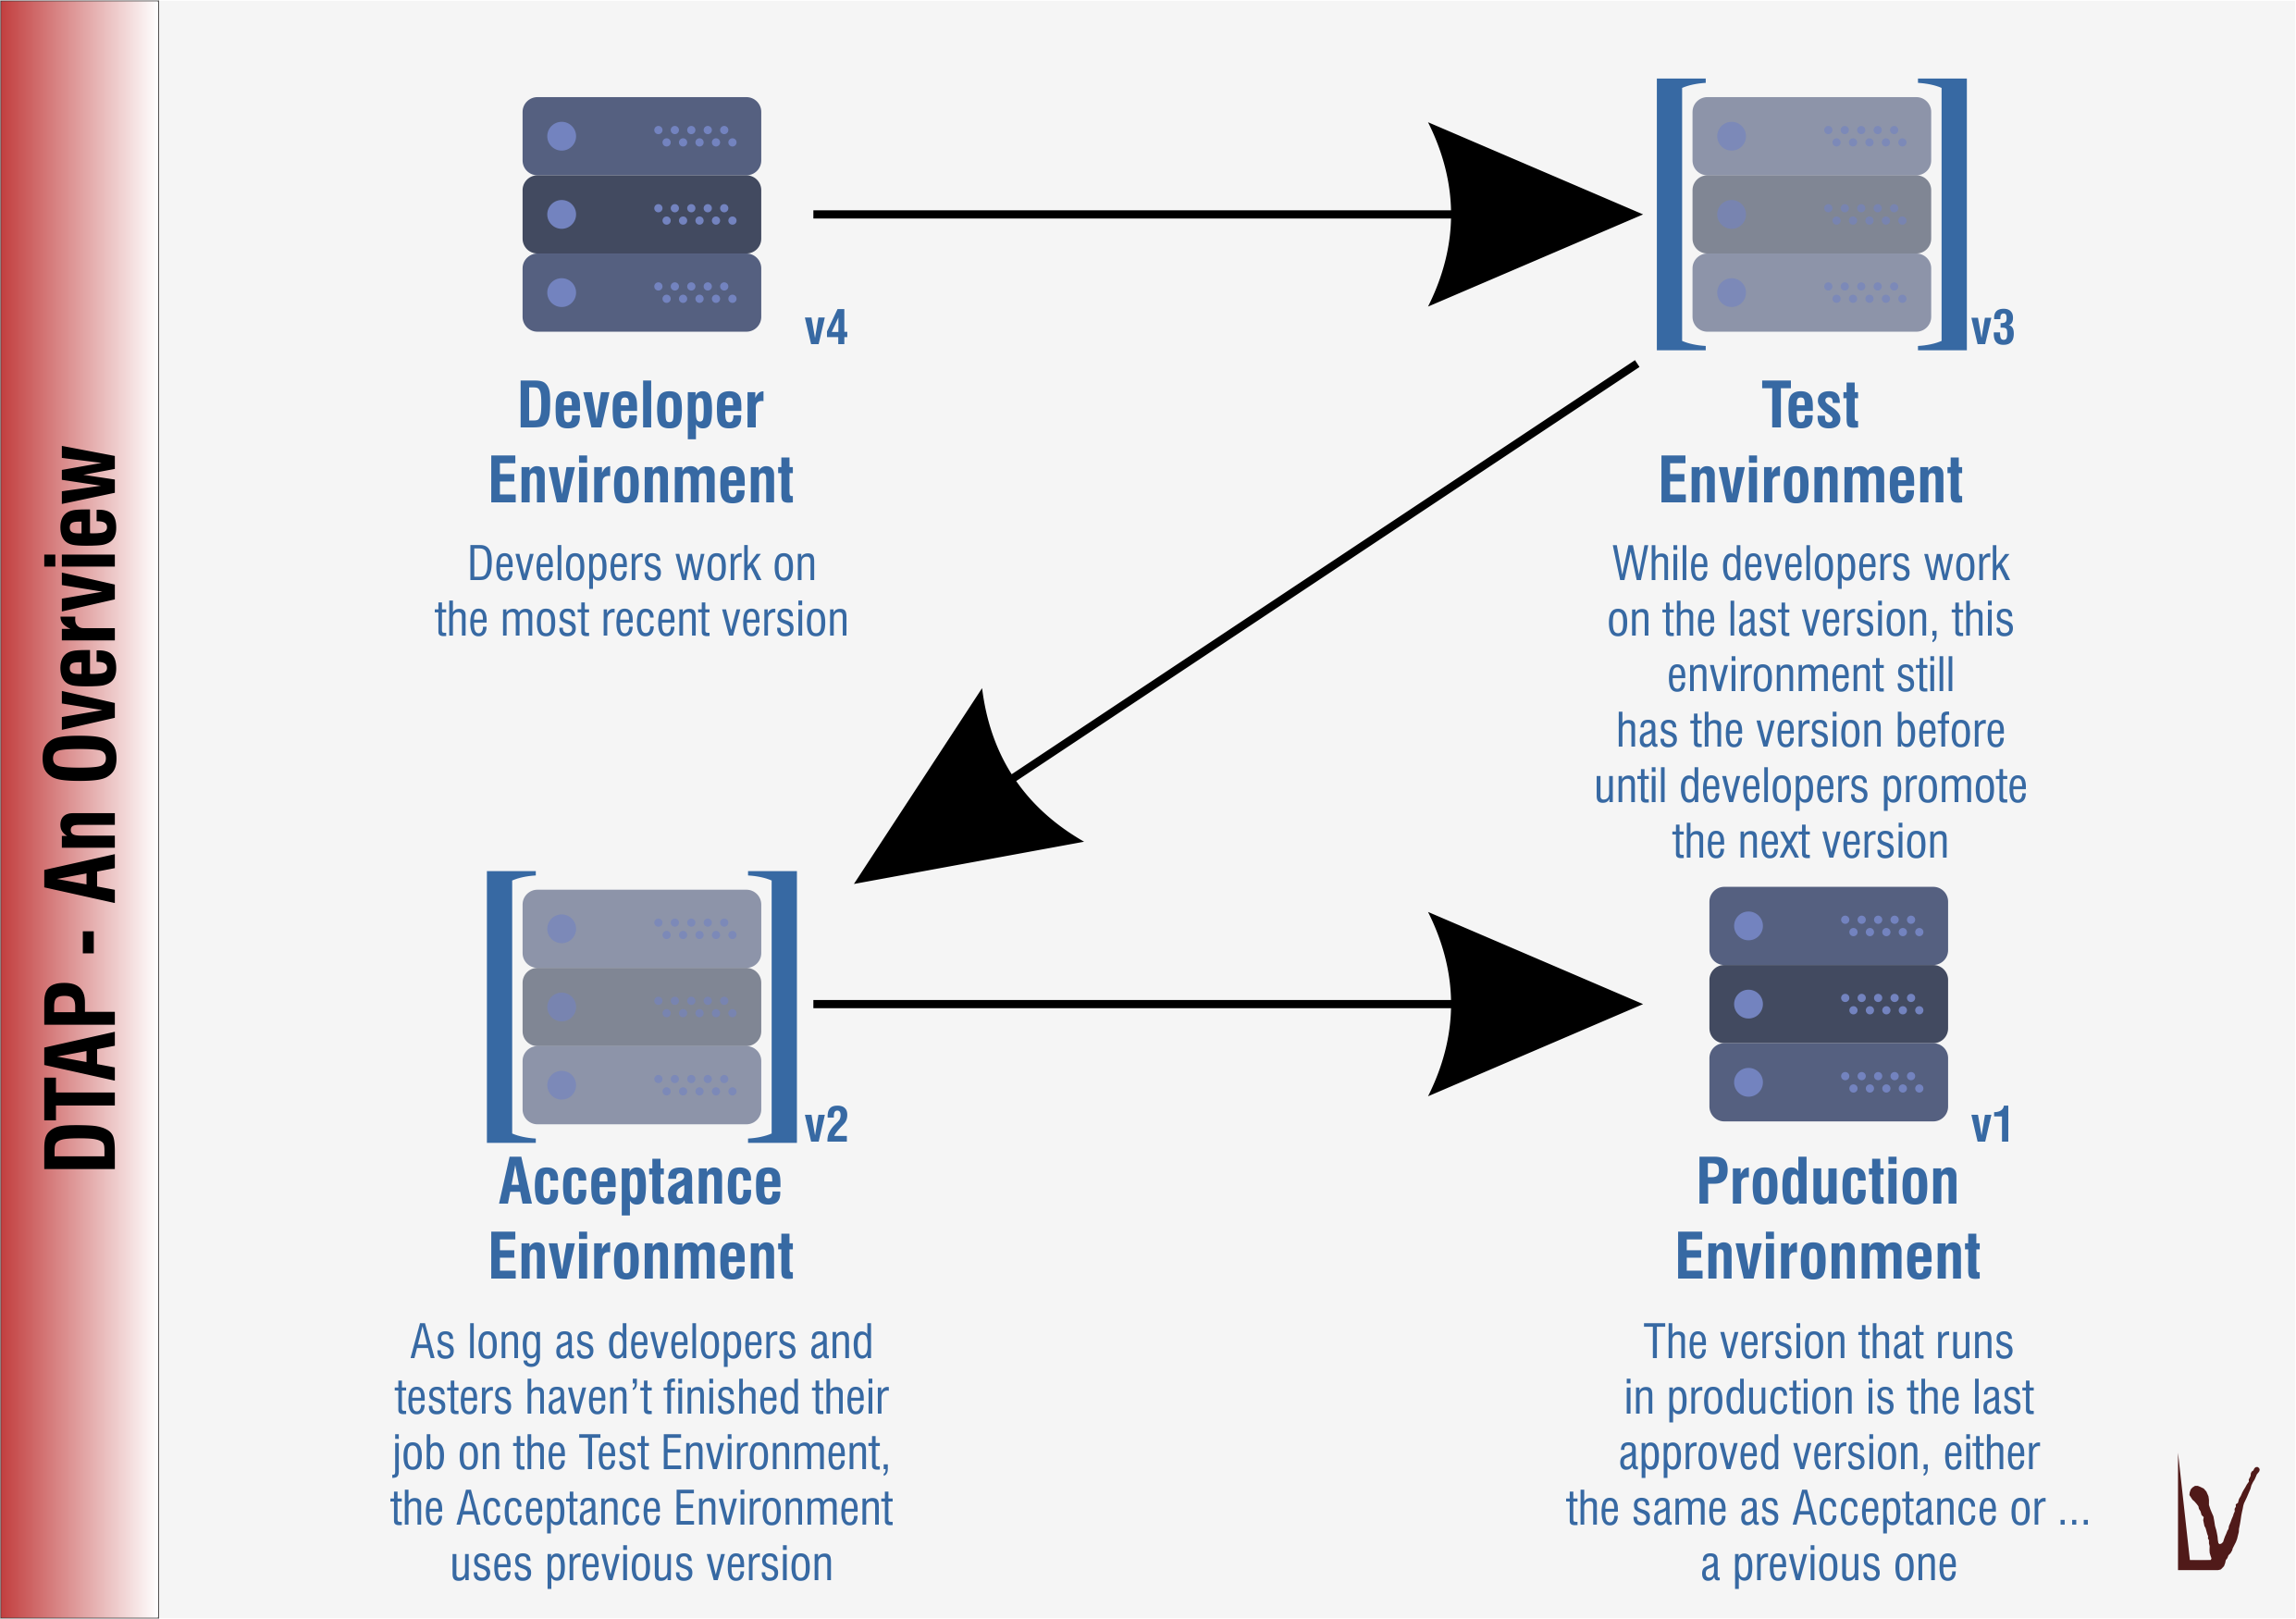 DTAP - An Overview
v4
Developer
Environment
Developers work on
the most recent version
v3
Test
Environment
While developers work
on the last version, this
environment still
has the version before
until developers promote
the next version
v2
Acceptance
Environment
As long as developers and
testers haven’t finished their
job on the Test Environment,
the Acceptance Environment
uses previous version
v1
Production
Environment
The version that runs
in production is the last
approved version, either
the same as Acceptance or ...
a previous one
LV